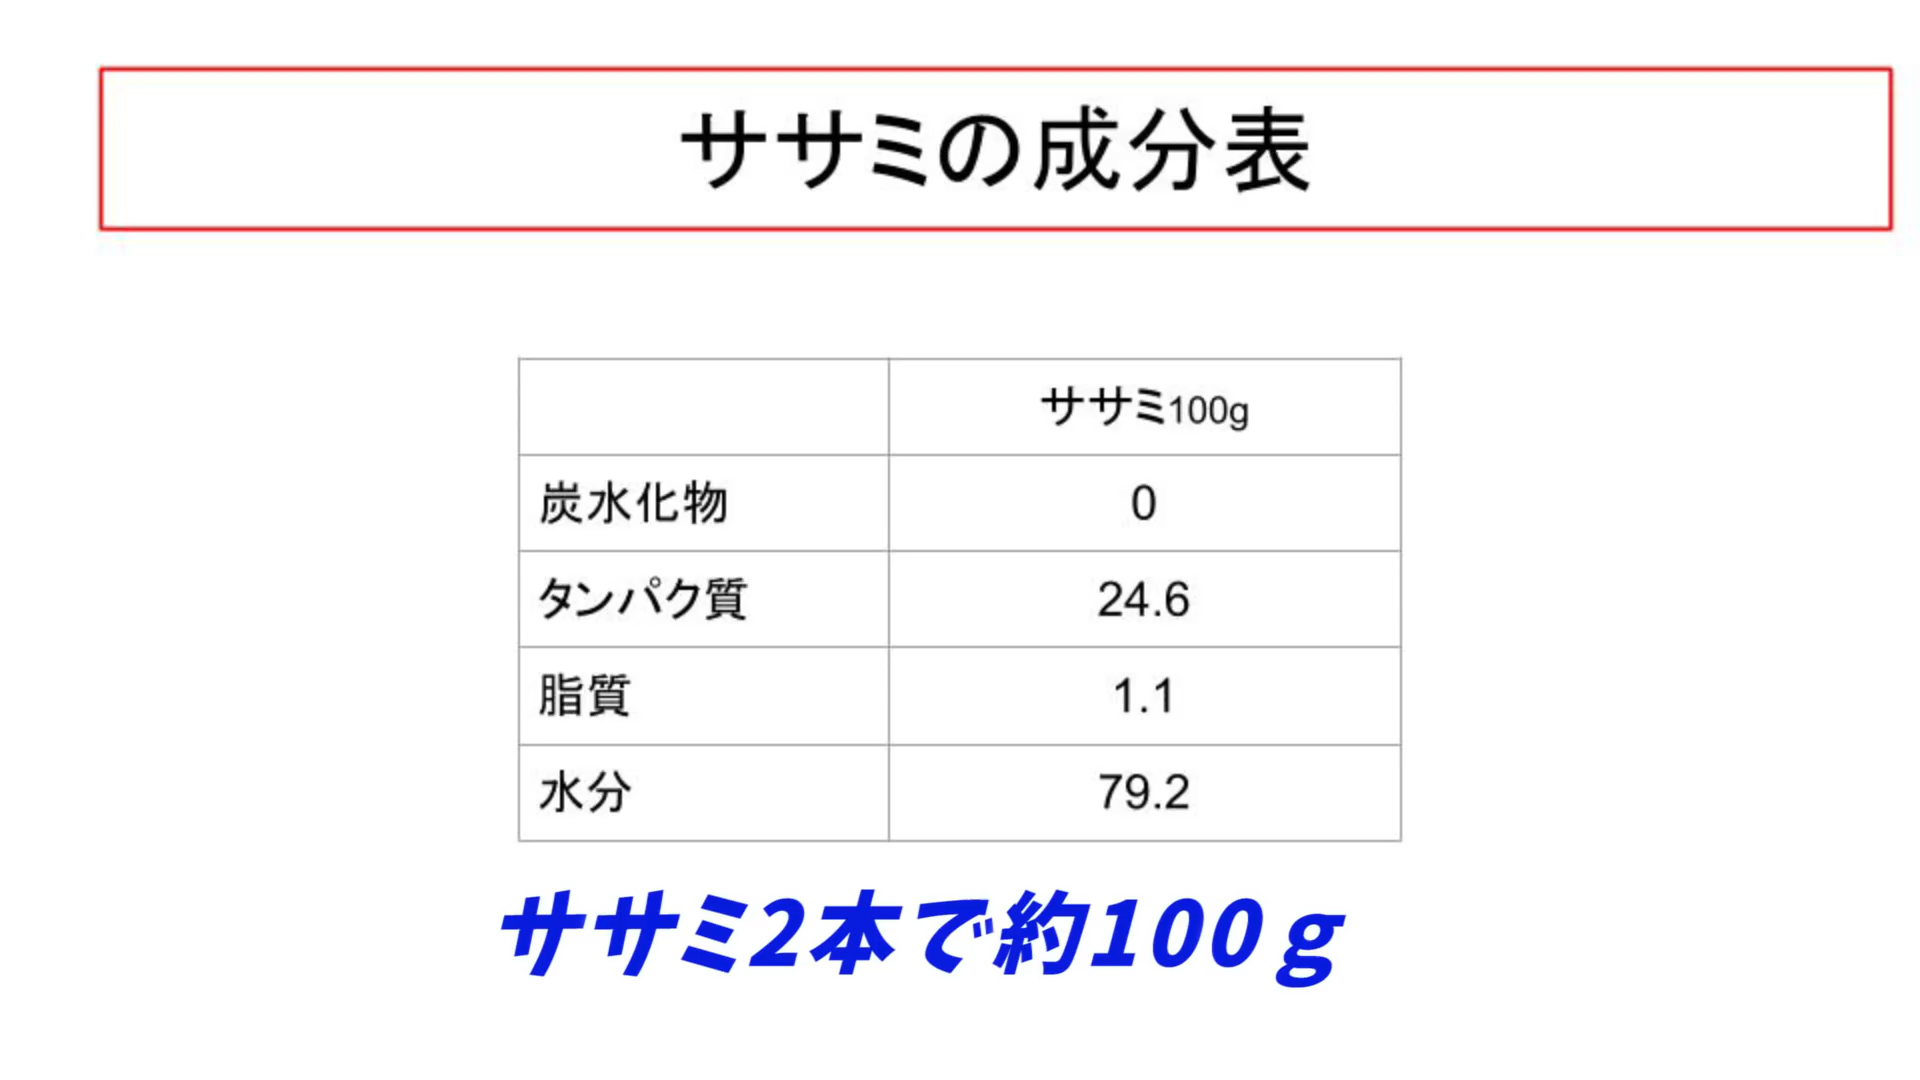 ササミの成分表
ササミ100g
炭水化物 0
タンパク質 24.6
脂質 1.1
水分 79.2
ササミ2本で約100g